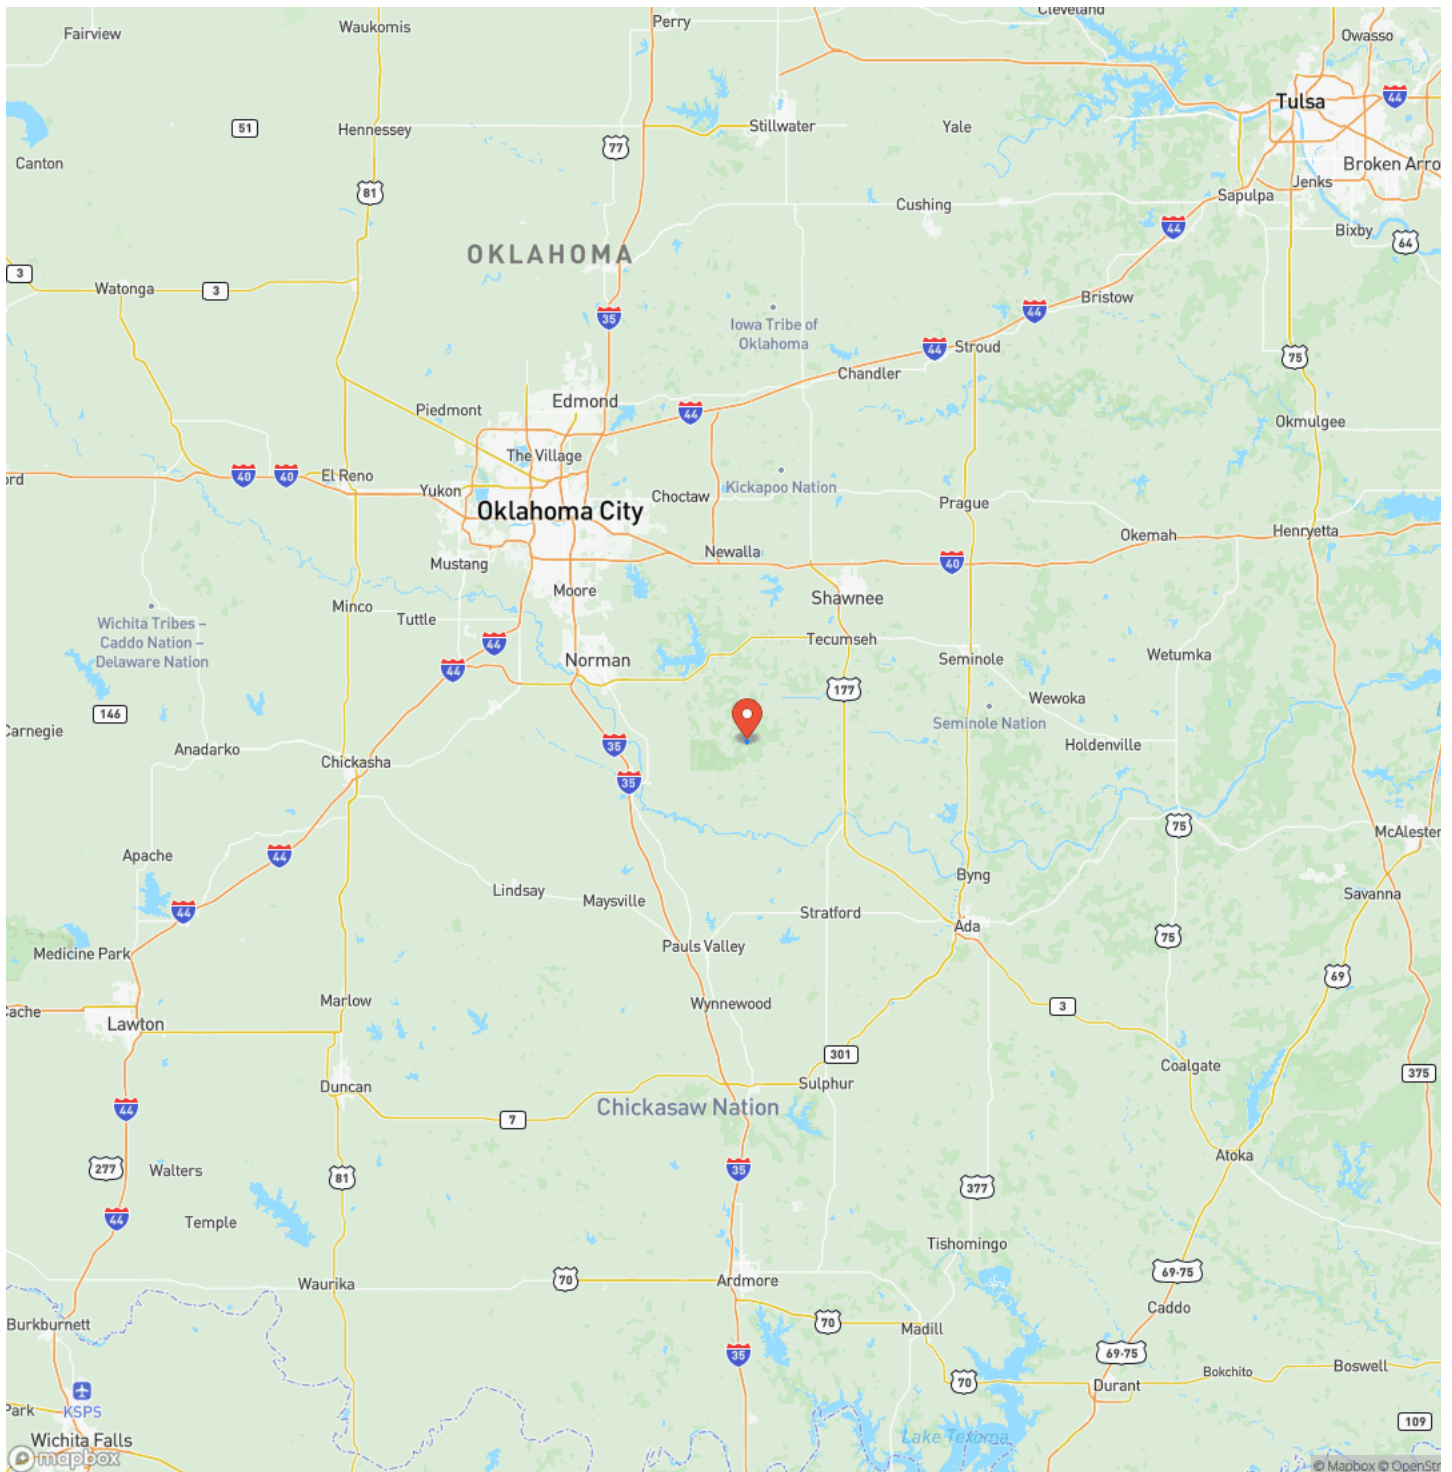 Cleveland
Perry
Waukomis
Fairview
Owasso
Tulsa
44
51
Hennessey
Stillwater
Yale
77
Canton
Broken Arro
Jenks
81
Sapulpa
Cushing
44
Bixby
64
OKLAHOMA
3
Watonga
3
Bristow
44
35
Iowa Tribe of
Oklahoma
44
Stroud
75
Chandler
Edmond
Piedmont
44
Okmulgee
The Village
40
40
El Reno
ord
Yukon
Choctaw
Kickapoo Nation
Prague
Oklahoma City
Okemah
Henryetta
Newalla
40
Mustang
Moore
Shawnee
Minco
Tuttle
Wichita Tribes –
Caddo Nation –
Delaware Nation
44
Tecumseh
44
Norman
Seminole
Wetumka
177
Wewoka
146
Seminole Nation
Carnegie
Anadarko
35
Holdenville
Chickasha
35
75
McAlester
Apache
44
Byng
Lindsay
Maysville
Savanna
44
Stratford
Ada
75
Medicine Park
Pauls Valley
69
Marlow
Wynnewood
3
Cache
Lawton
301
Coalgate
375
Duncan
Sulphur
44
Chickasaw Nation
7
Atoka
277
Walters
81
35
377
44
Temple
Tishomingo
69-75
Waurika
70
Ardmore
Caddo
Burkburnett
70
Madill
35
69-75
Boswell
Bokchito
70
Durant
KSPS
Park
109
Wichita Falls
Lake Texoma
mapbox
© Mapbox © OpenStr